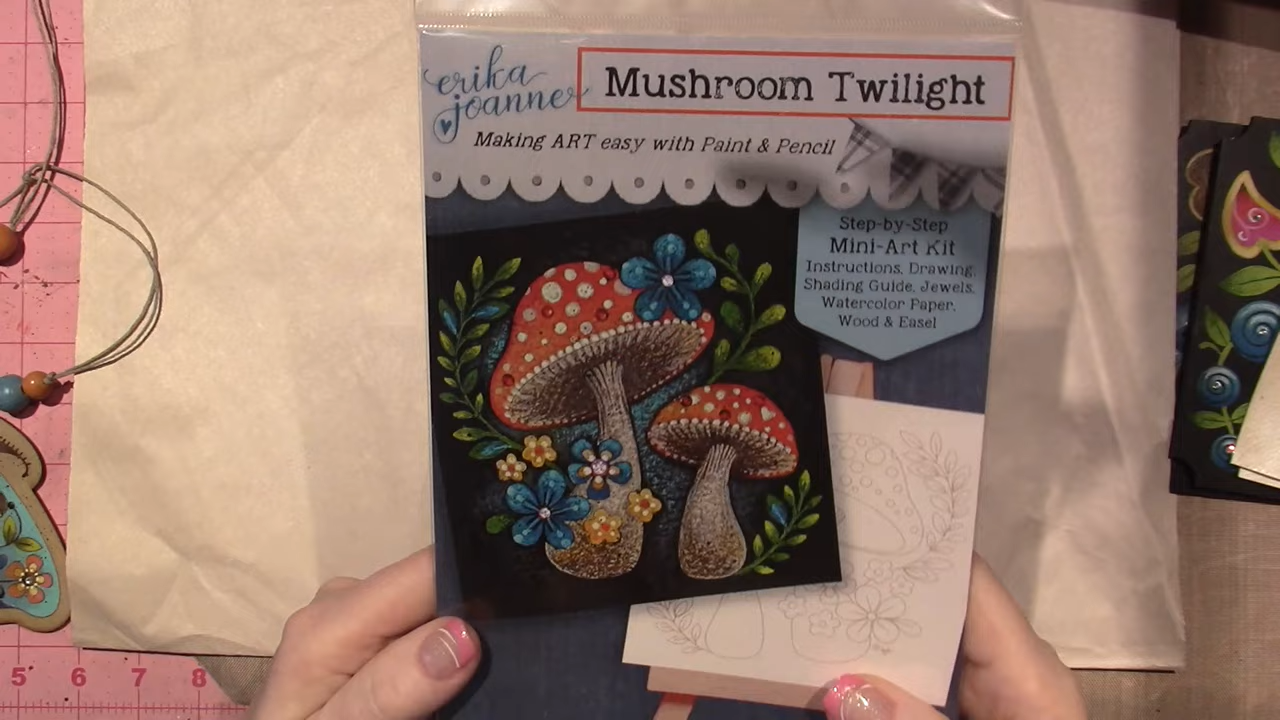 erika
joanne
Mushroom Twilight
Making ART easy with Paint & Pencil
Step-by-Step
Mini-Art Kit
Instructions, Drawing,
Shading Guide, Jewels,
Watercolor Paper,
Wood & Easel
5 6 7 8